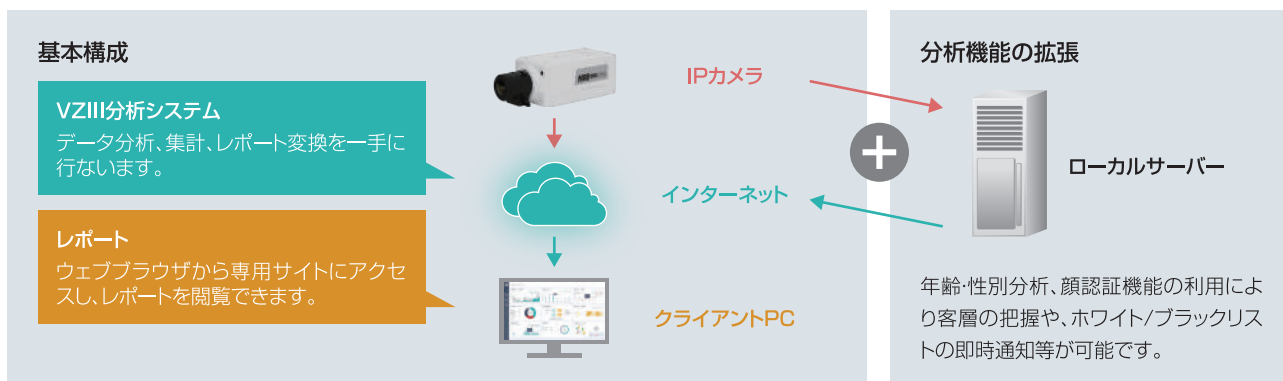 基本構成
VZIII分析システム
データ分析、集計、レポート変換を一手に
行ないます。
レポート
ウェブブラウザから専用サイトにアクセ
スし、レポートを閲覧できます。
IPカメラ
インターネット
クライアントPC
分析機能の拡張
ローカルサーバー
年齢・性別分析、顔認証機能の利用によ
り客層の把握や、ホワイト/ブラックリス
トの即時通知等が可能です。